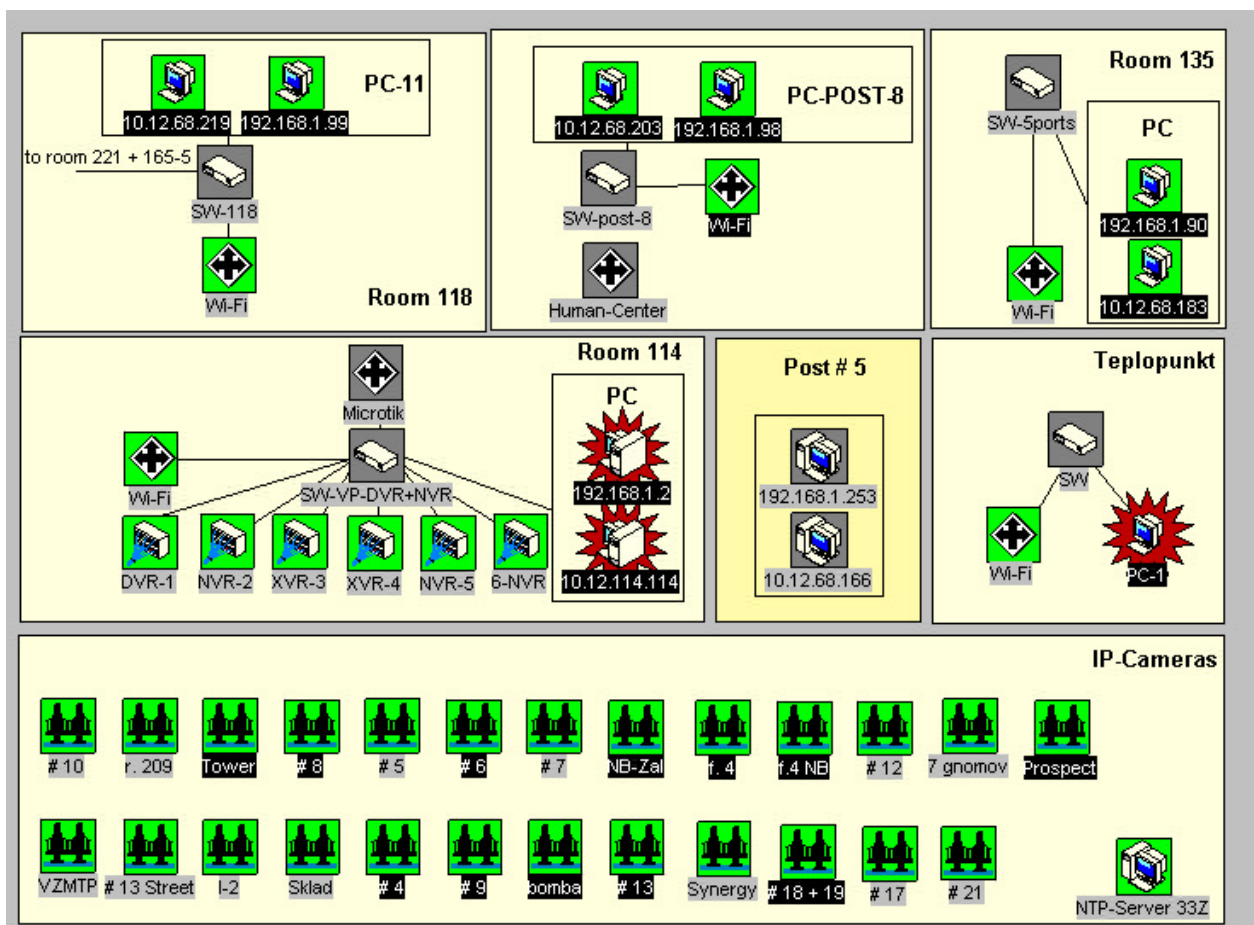 PC-11
10.12.68.219
192.168.1.99
to room 221 + 165-5
SW-118
Wi-Fi
Room 118
PC-POST-8
10.12.68.203
192.168.1.98
SW-post-8
Wi-Fi
Human-Center
Room 135
SW-5ports
PC
192.168.1.90
10.12.68.183
Wi-Fi
Room 114
Microtik
PC
Wi-Fi
SW-VP-DVR+NVR
192.168.1.2
DVR-1
NVR-2
XVR-3
XVR-4
NVR-5
6-NVR
10.12.114.114
Post # 5
192.168.1.253
10.12.68.166
Teplopunkt
SW
Wi-Fi
PC-1
IP-Cameras
# 10
r. 209
Tower
# 8
# 5
# 6
# 7
NB-Zal
f. 4
f.4 NB
# 12
7 gnomov
Prospect
VZMTP
# 13 Street
I-2
Sklad
# 4
# 9
bomba
# 13
Synergy
# 18 + 19
# 17
# 21
NTP-Server 33Z